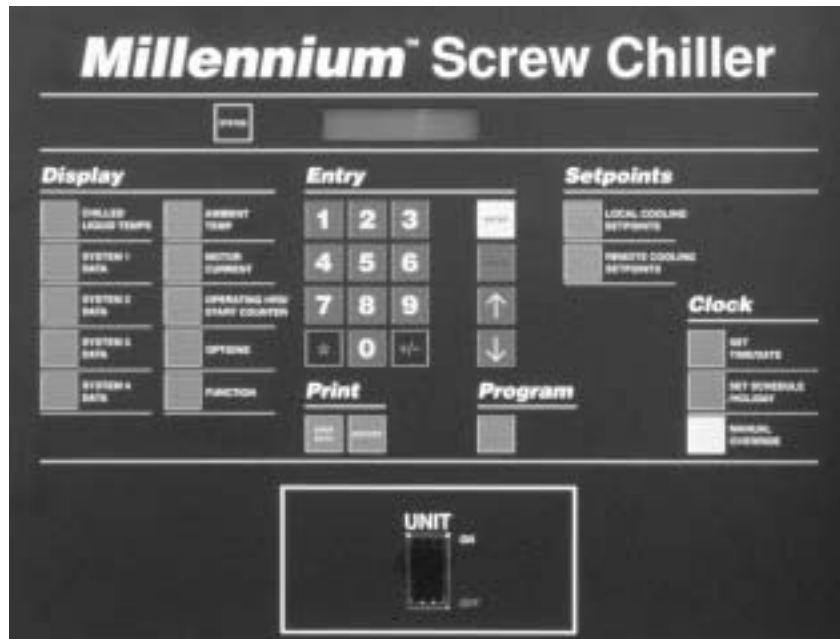 Millennium™ Screw Chiller
Display
Entry
Setpoints
CHILLED
LIQUID TEMPS
AMBIENT
TEMP
1 2 3
LOCAL COOLING
SETPOINTS
SYSTEM 1
DATA
MOTOR
CURRENT
4 5 6
REMOTE COOLING
SETPOINTS
SYSTEM 2
DATA
OPERATING HRS/
START COUNTER
7 8 9
↑
Clock
SYSTEM 3
DATA
OPTIONS
* 0 +/-
↓
SET
TIME/DATE
SYSTEM 4
DATA
FUNCTION
Print
Program
SET SCHEDULE
/HOLIDAY
MANUAL
OVERRIDE
UNIT
ON
OFF